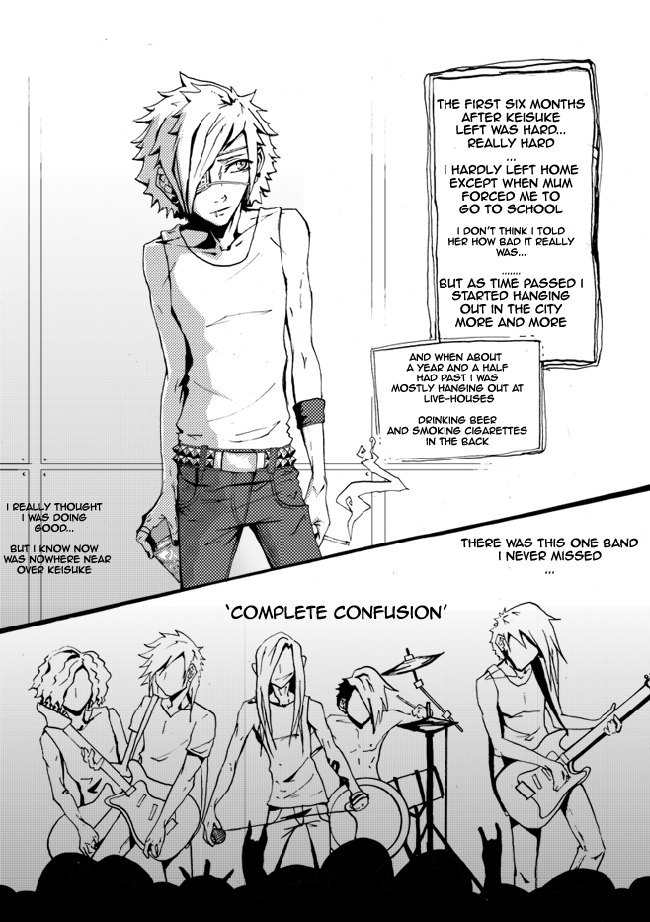 THE FIRST SIX MONTHS
AFTER KEISUKE
LEFT WAS HARD...
REALLY HARD
...
I HARDLY LEFT HOME
EXCEPT WHEN MUM
FORCED ME TO
GO TO SCHOOL
I DON'T THINK I TOLD
HER HOW BAD IT REALLY
WAS...
.......
BUT AS TIME PASSED I
STARTED HANGING
OUT IN THE CITY
MORE AND MORE
AND WHEN ABOUT
A YEAR AND A HALF
HAD PAST I WAS
MOSTLY HANGING OUT AT
LIVE-HOUSES
DRINKING BEER
AND SMOKING CIGARETTES
IN THE BACK
I REALLY THOUGHT
I WAS DOING
GOOD...
BUT I KNOW NOW
WAS NOWHERE NEAR
OVER KEISUKE
THERE WAS THIS ONE BAND
I NEVER MISSED
...
'COMPLETE CONFUSION'